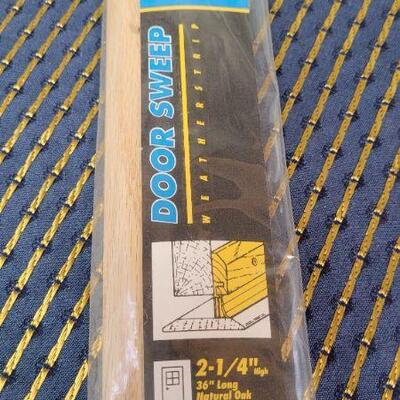 DOOR SWEEP
WEATHERSTRIP
2-1/4" High
36" Long
Natural Oak